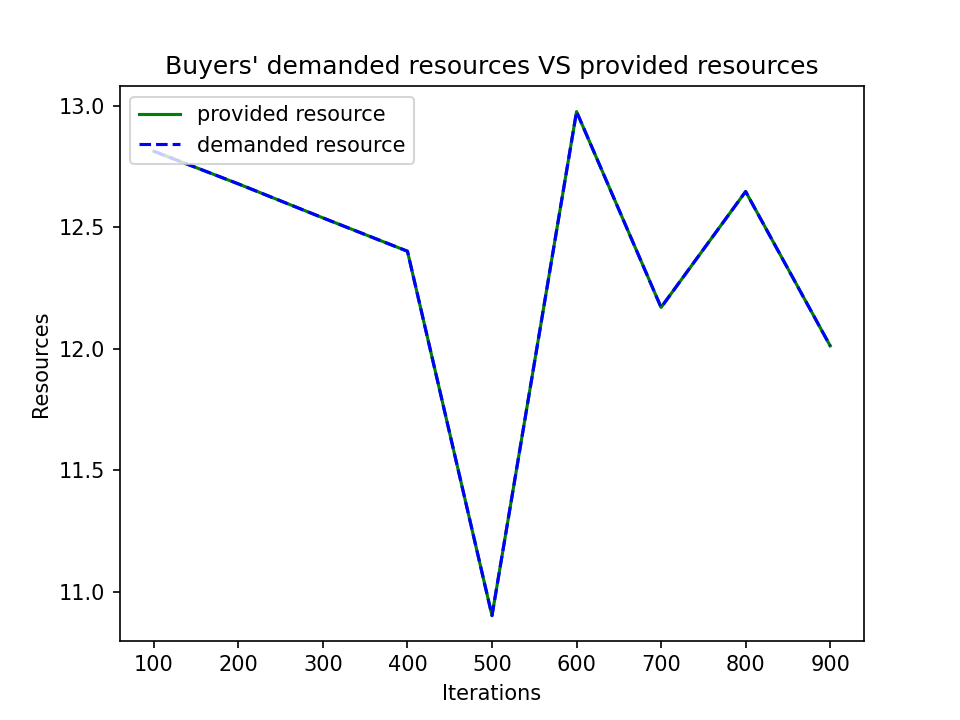 Buyers' demanded resources VS provided resources
provided resource
demanded resource
13.0
12.5
12.0
11.5
11.0
Resources
100 200 300 400 500 600 700 800 900
Iterations